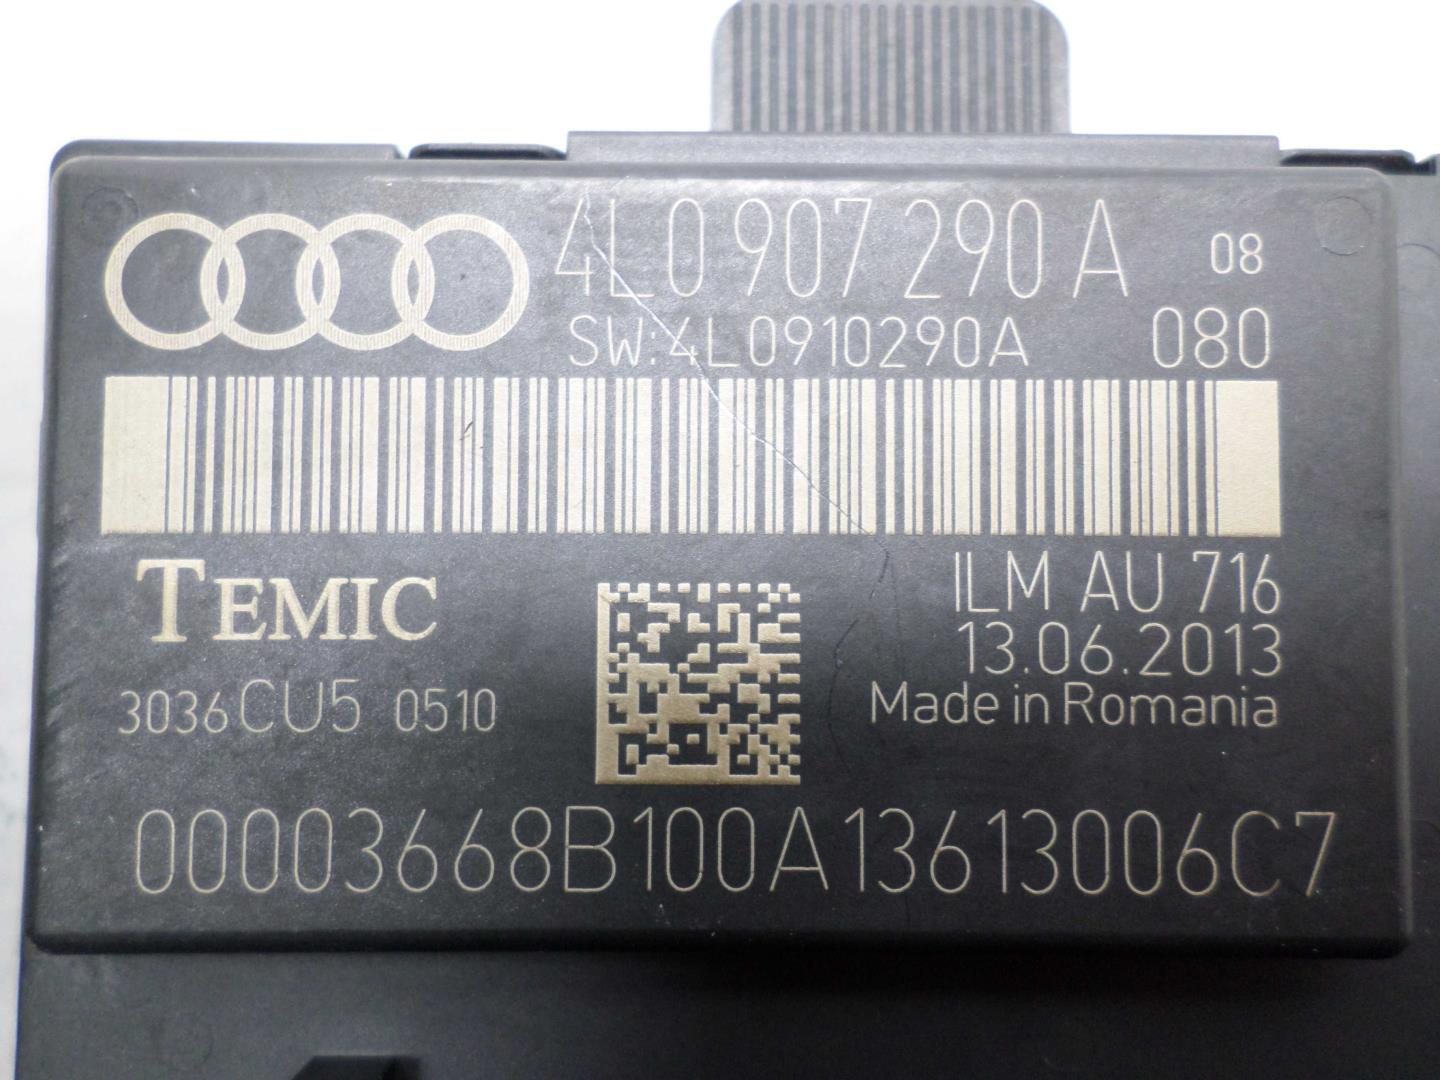 4L0 907 290 A 08
SW: 4L0910290A 080
TEMIC
ILM AU 716
13.06.2013
3036CU5 0510
Made in Romania
00003668B100A13613006C7